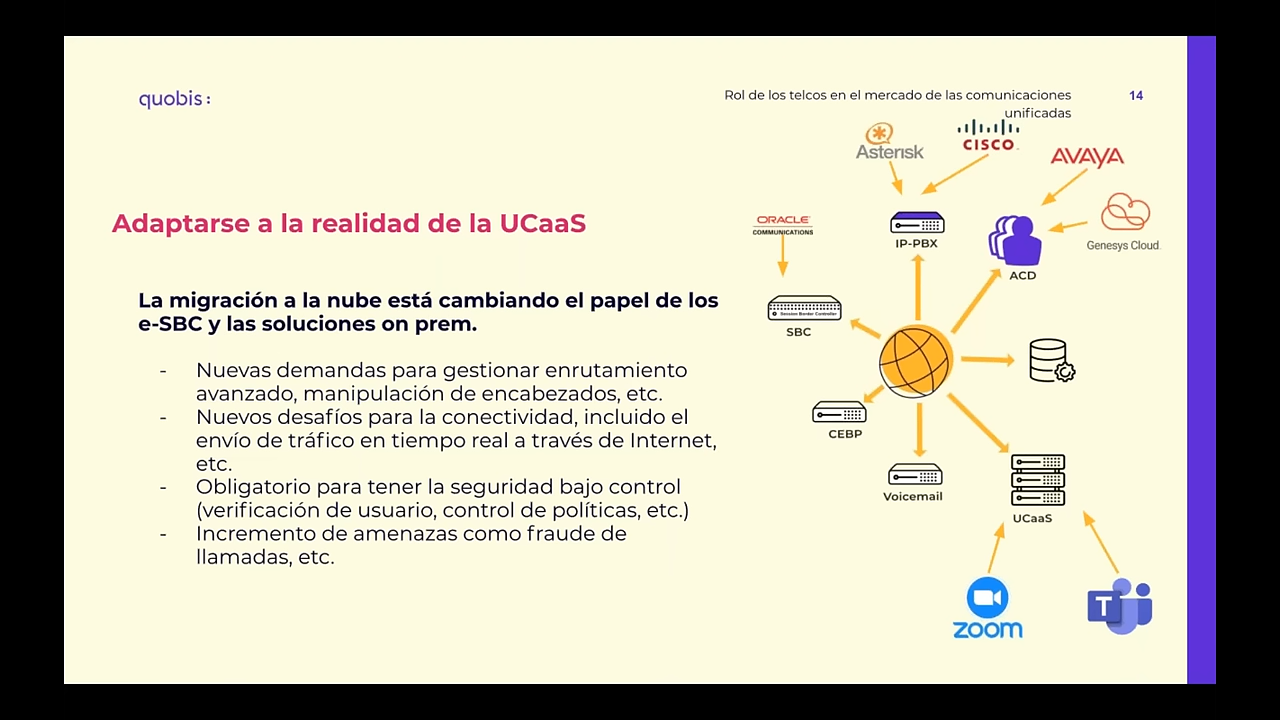 quobis:
Rol de los telcos en el mercado de las comunicaciones
unificadas
14
Adaptarse a la realidad de la UCaaS
La migración a la nube está cambiando el papel de los
e-SBC y las soluciones on prem.
- Nuevas demandas para gestionar enrutamiento
avanzado, manipulación de encabezados, etc.
- Nuevos desafíos para la conectividad, incluido el
envío de tráfico en tiempo real a través de Internet,
etc.
- Obligatorio para tener la seguridad bajo control
(verificación de usuario, control de políticas, etc.)
- Incremento de amenazas como fraude de
llamadas, etc.
Asterisk
CISCO
AVAYA
ORACLE
COMMUNICATIONS
Genesys Cloud
IP-PBX
ACD
Session Border Controller
SBC
CEBP
Voicemail
UCaaS
zoom
T